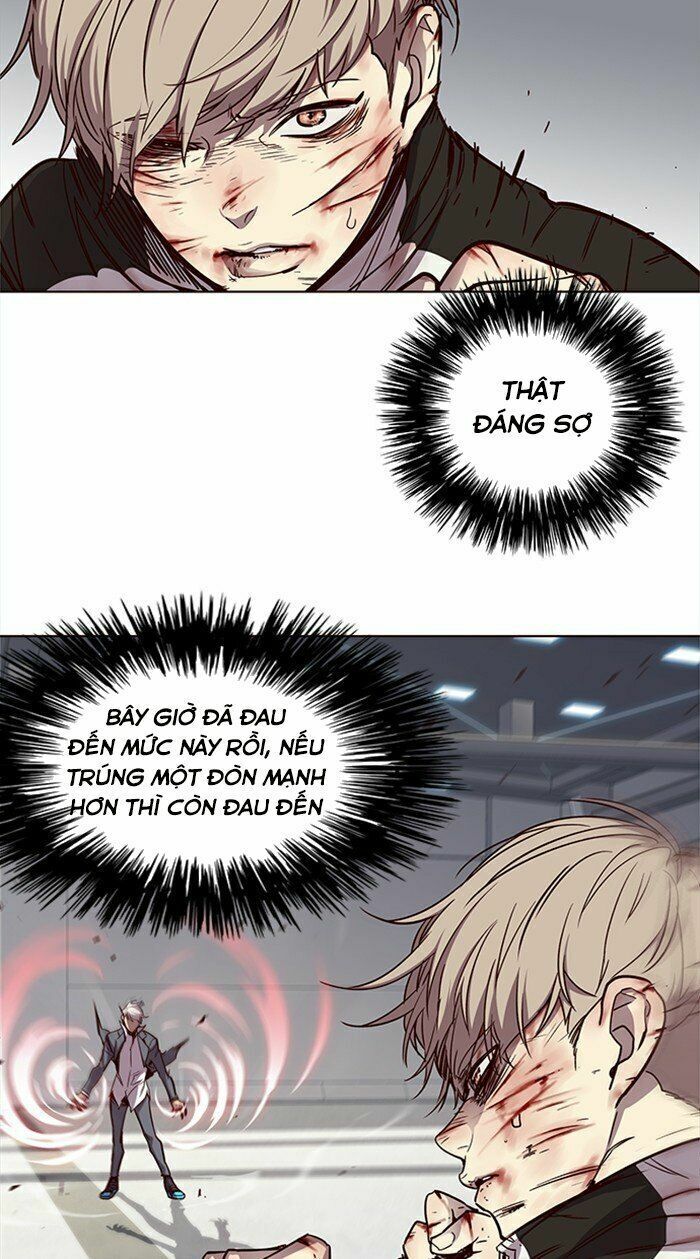 THẬT
ĐÁNG SỢ
BÂY GIỜ ĐÃ ĐAU
ĐẾN MỨC NÀY RỒI, NẾU
TRÚNG MỘT ĐÒN MẠNH
HƠN THÌ CÒN ĐAU ĐẾN